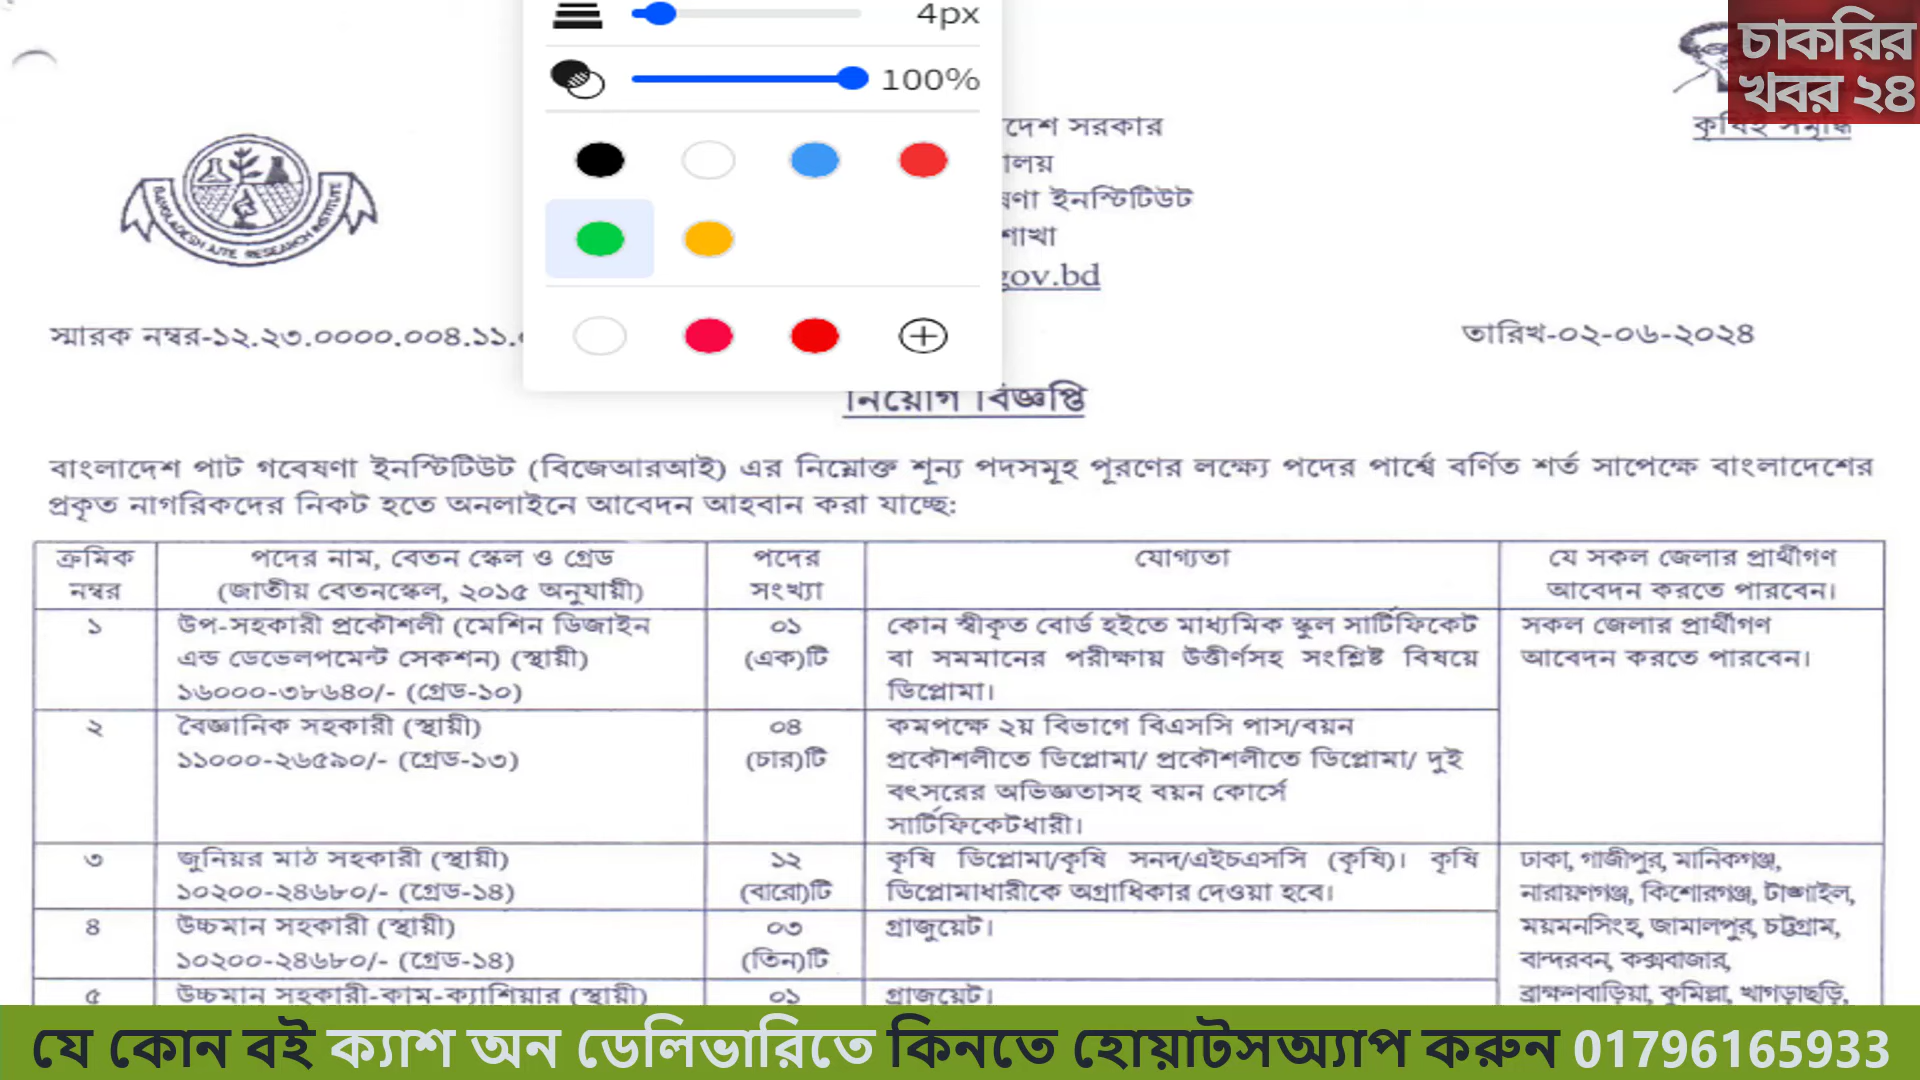 4px
100%
চাকরির
খবর ২৪
দেশ সরকার
কৃষিই সমৃদ্ধি
ালয়
ষণা ইনস্টিটিউট
শাখা
gov.bd
BANGLADESH JUTE RESEARCH INSTITUTE
স্মারক নম্বর-১২.২৩.০০০০.০০৪.১১.
তারিখ-০২-০৬-২০২৪
নিয়োগ বিজ্ঞপ্তি
বাংলাদেশ পাট গবেষণা ইনস্টিটিউট (বিজেআরআই) এর নিম্নোক্ত শূন্য পদসমূহ পূরণের লক্ষ্যে পদের পার্শ্বে বর্ণিত শর্ত সাপেক্ষে বাংলাদেশের
প্রকৃত নাগরিকদের নিকট হতে অনলাইনে আবেদন আহবান করা যাচ্ছে:
ক্রমিক নম্বর
পদের নাম, বেতন স্কেল ও গ্রেড
(জাতীয় বেতনস্কেল, ২০১৫ অনুযায়ী)
পদের সংখ্যা
যোগ্যতা
যে সকল জেলার প্রার্থীগণ
আবেদন করতে পারবেন।
১
উপ-সহকারী প্রকৌশলী (মেশিন ডিজাইন
এন্ড ডেভেলপমেন্ট সেকশন) (স্থায়ী)
১৬০০০-৩৮৬৪০/- (গ্রেড-১০)
০১
(এক)টি
কোন স্বীকৃত বোর্ড হইতে মাধ্যমিক স্কুল সার্টিফিকেট
বা সমমানের পরীক্ষায় উত্তীর্ণসহ সংশ্লিষ্ট বিষয়ে
ডিপ্লোমা।
সকল জেলার প্রার্থীগণ
আবেদন করতে পারবেন।
২
বৈজ্ঞানিক সহকারী (স্থায়ী)
১১০০০-২৬৫৯০/- (গ্রেড-১৩)
০৪
(চার)টি
কমপক্ষে ২য় বিভাগে বিএসসি পাস/বয়ন
প্রকৌশলীতে ডিপ্লোমা/ প্রকৌশলীতে ডিপ্লোমা/ দুই
বৎসরের অভিজ্ঞতাসহ বয়ন কোর্সে
সার্টিফিকেটধারী।
৩
জুনিয়র মাঠ সহকারী (স্থায়ী)
১০২০০-২৪৬৮০/- (গ্রেড-১৪)
১২
(বারো)টি
কৃষি ডিপ্লোমা/কৃষি সনদ/এইচএসসি (কৃষি)। কৃষি
ডিপ্লোমাধারীকে অগ্রাধিকার দেওয়া হবে।
ঢাকা, গাজীপুর, মানিকগঞ্জ,
নারায়ণগঞ্জ, কিশোরগঞ্জ, টাঙ্গাইল,
ময়মনসিংহ, জামালপুর, চট্টগ্রাম,
বান্দরবন, কক্সবাজার,
ব্রাহ্মণবাড়িয়া, কুমিল্লা, খাগড়াছড়ি,
৪
উচ্চমান সহকারী (স্থায়ী)
১০২০০-২৪৬৮০/- (গ্রেড-১৪)
০৩
(তিন)টি
গ্রাজুয়েট।
৫
উচ্চমান সহকারী-কাম-ক্যাশিয়ার (স্থায়ী)
০১
গ্রাজুয়েট।
যে কোন বই ক্যাশ অন ডেলিভারিতে কিনতে হোয়াটসঅ্যাপ করুন 01796165933